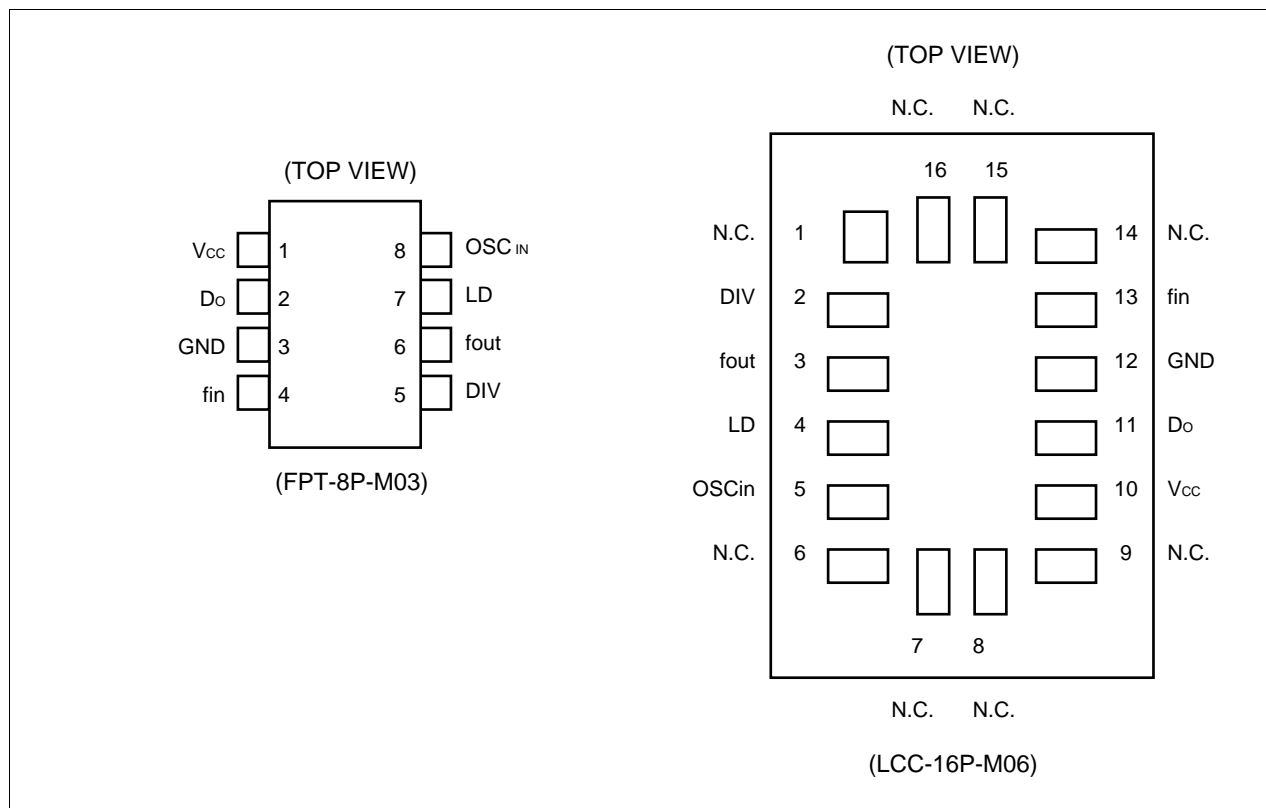 (TOP VIEW)
VCC 1 8 OSC IN
DO 2 7 LD
GND 3 6 fout
fin 4 5 DIV
(FPT-8P-M03)
(TOP VIEW)
N.C. N.C.
16 15
N.C. 1 14 N.C.
DIV 2 13 fin
fout 3 12 GND
LD 4 11 DO
OSCin 5 10 VCC
N.C. 6 9 N.C.
7 8
N.C. N.C.
(LCC-16P-M06)